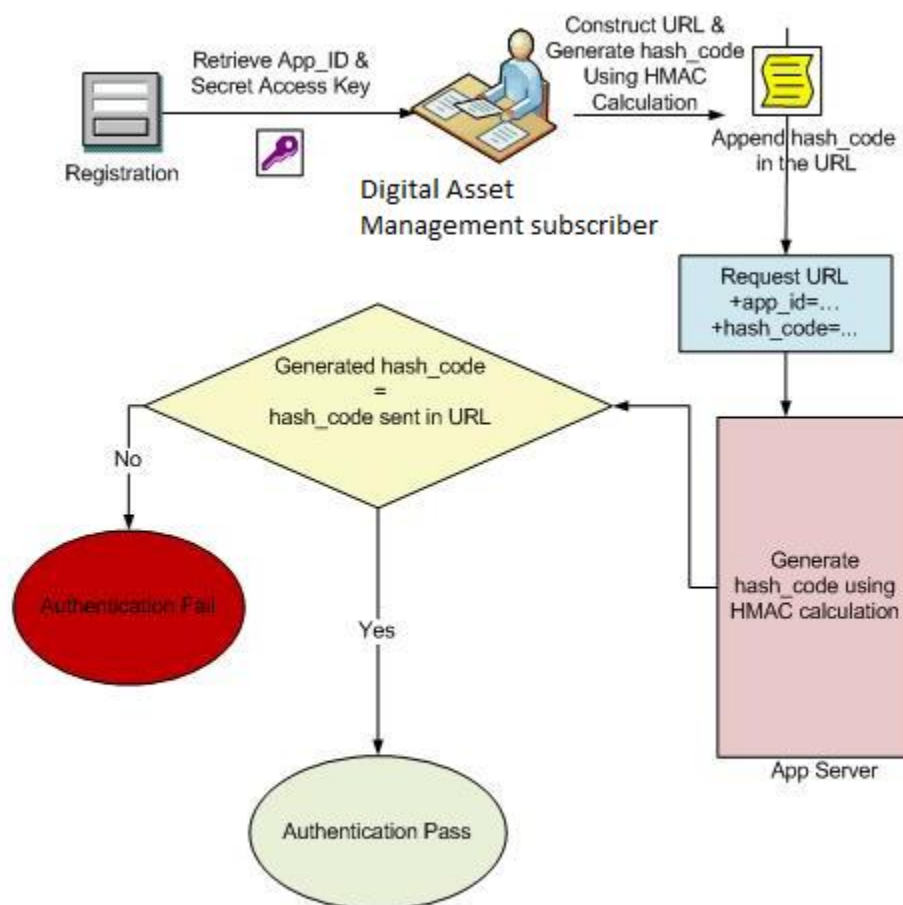 Retrieve App_ID &
Secret Access Key
Registration
Digital Asset
Management subscriber
Construct URL &
Generate hash_code
Using HMAC
Calculation
Append hash_code
in the URL
Request URL
+app_id=...
+hash_code=...
Generate
hash_code using
HMAC calculation
App Server
Generated hash_code
=
hash_code sent in URL
No
Authentication Fail
Yes
Authentication Pass